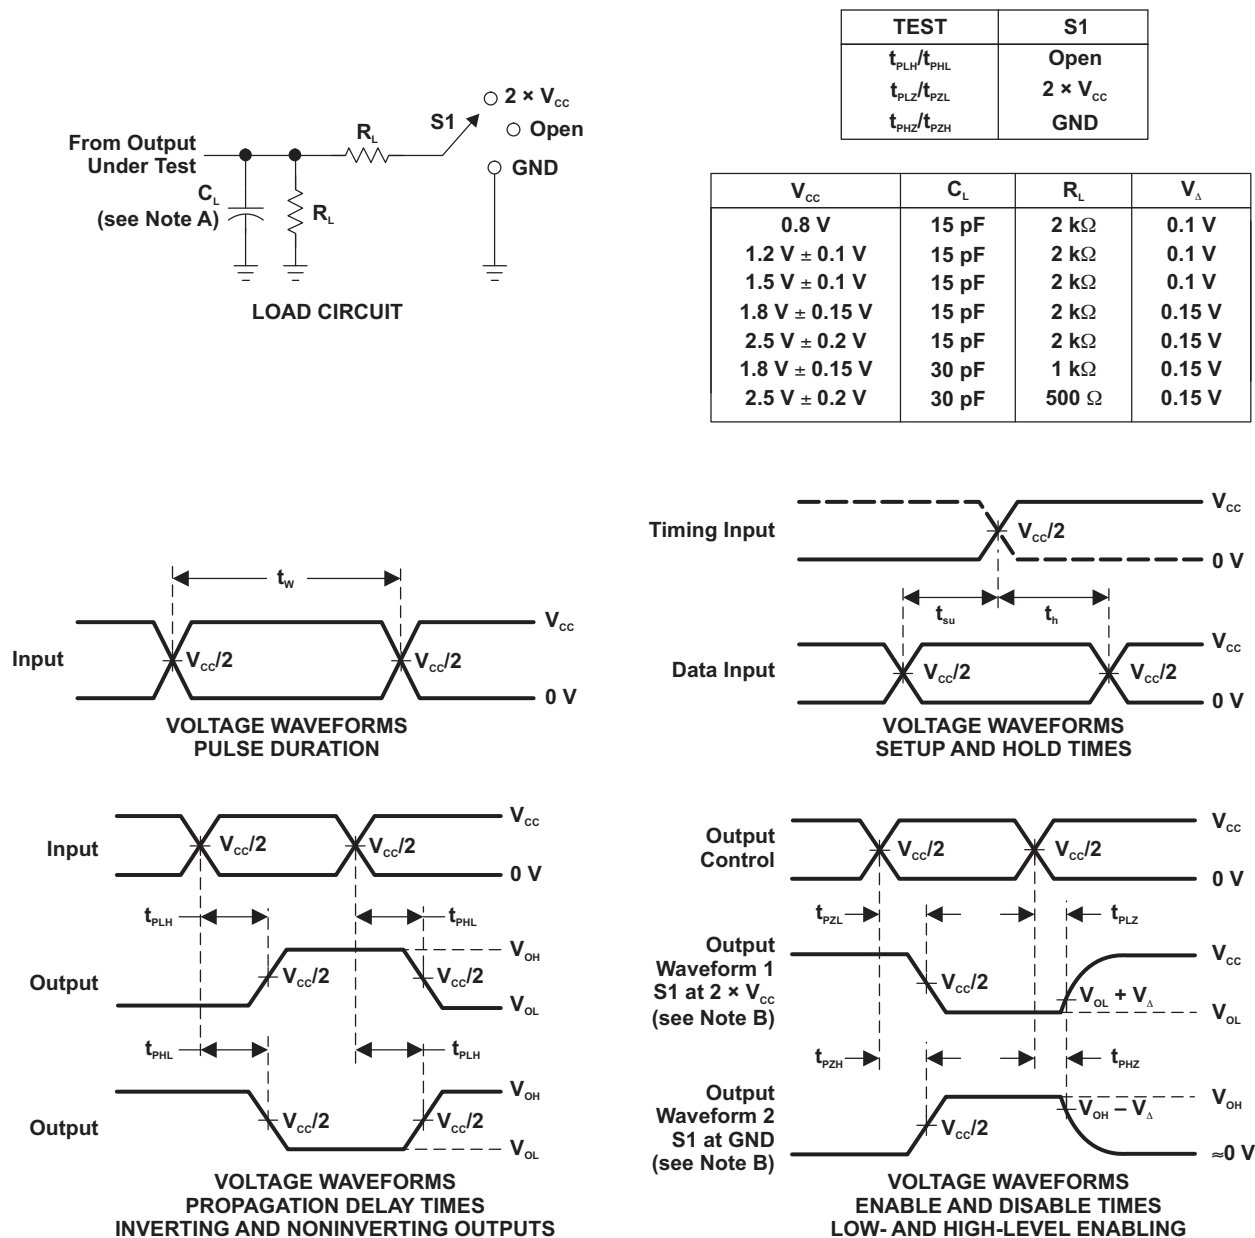 TEST S1
tPLH/tPHL Open
tPLZ/tPZL 2 × VCC
tPHZ/tPZH GND
2 × VCC
S1
Open
RL
From Output
Under Test
GND
CL
(see Note A)
RL
LOAD CIRCUIT
VCC CL RL VΔ
0.8 V 15 pF 2 kΩ 0.1 V
1.2 V ± 0.1 V 15 pF 2 kΩ 0.1 V
1.5 V ± 0.1 V 15 pF 2 kΩ 0.1 V
1.8 V ± 0.15 V 15 pF 2 kΩ 0.15 V
2.5 V ± 0.2 V 15 pF 2 kΩ 0.15 V
1.8 V ± 0.15 V 30 pF 1 kΩ 0.15 V
2.5 V ± 0.2 V 30 pF 500 Ω 0.15 V
tW
VCC
Input
VCC/2
VCC/2
0 V
VOLTAGE WAVEFORMS
PULSE DURATION
VCC
Timing Input
VCC/2
0 V
tsu
th
VCC
Data Input
VCC/2
VCC/2
0 V
VOLTAGE WAVEFORMS
SETUP AND HOLD TIMES
VCC
Input
VCC/2
VCC/2
0 V
tPLH
tPHL
VOH
Output
VCC/2
VCC/2
VOL
tPHL
tPLH
VOH
Output
VCC/2
VCC/2
VOL
VOLTAGE WAVEFORMS
PROPAGATION DELAY TIMES
INVERTING AND NONINVERTING OUTPUTS
VCC
Output
Control
VCC/2
VCC/2
0 V
tPZL
tPLZ
Output
Waveform 1
S1 at 2 × VCC
(see Note B)
VCC
VCC/2
VOL + VΔ
VOL
tPZH
tPHZ
Output
Waveform 2
S1 at GND
(see Note B)
VOH
VOH − VΔ
VCC/2
≈0 V
VOLTAGE WAVEFORMS
ENABLE AND DISABLE TIMES
LOW- AND HIGH-LEVEL ENABLING